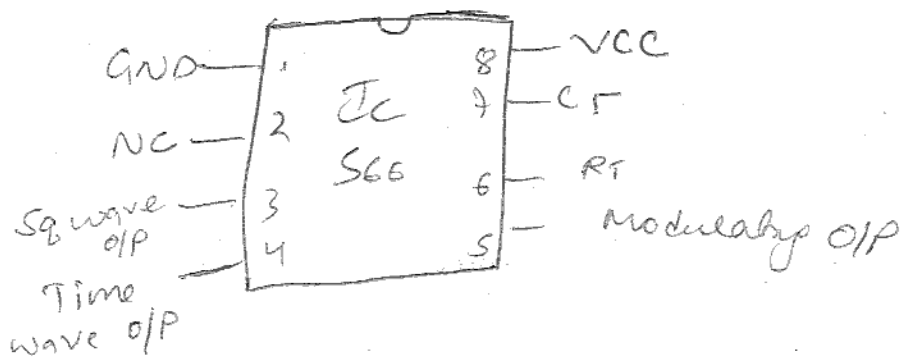 GND 1
NC 2
Sq wave
O/P 3
Time
wave O/P 4
IC
566
8 VCC
7 CT
6 RT
5 O/P